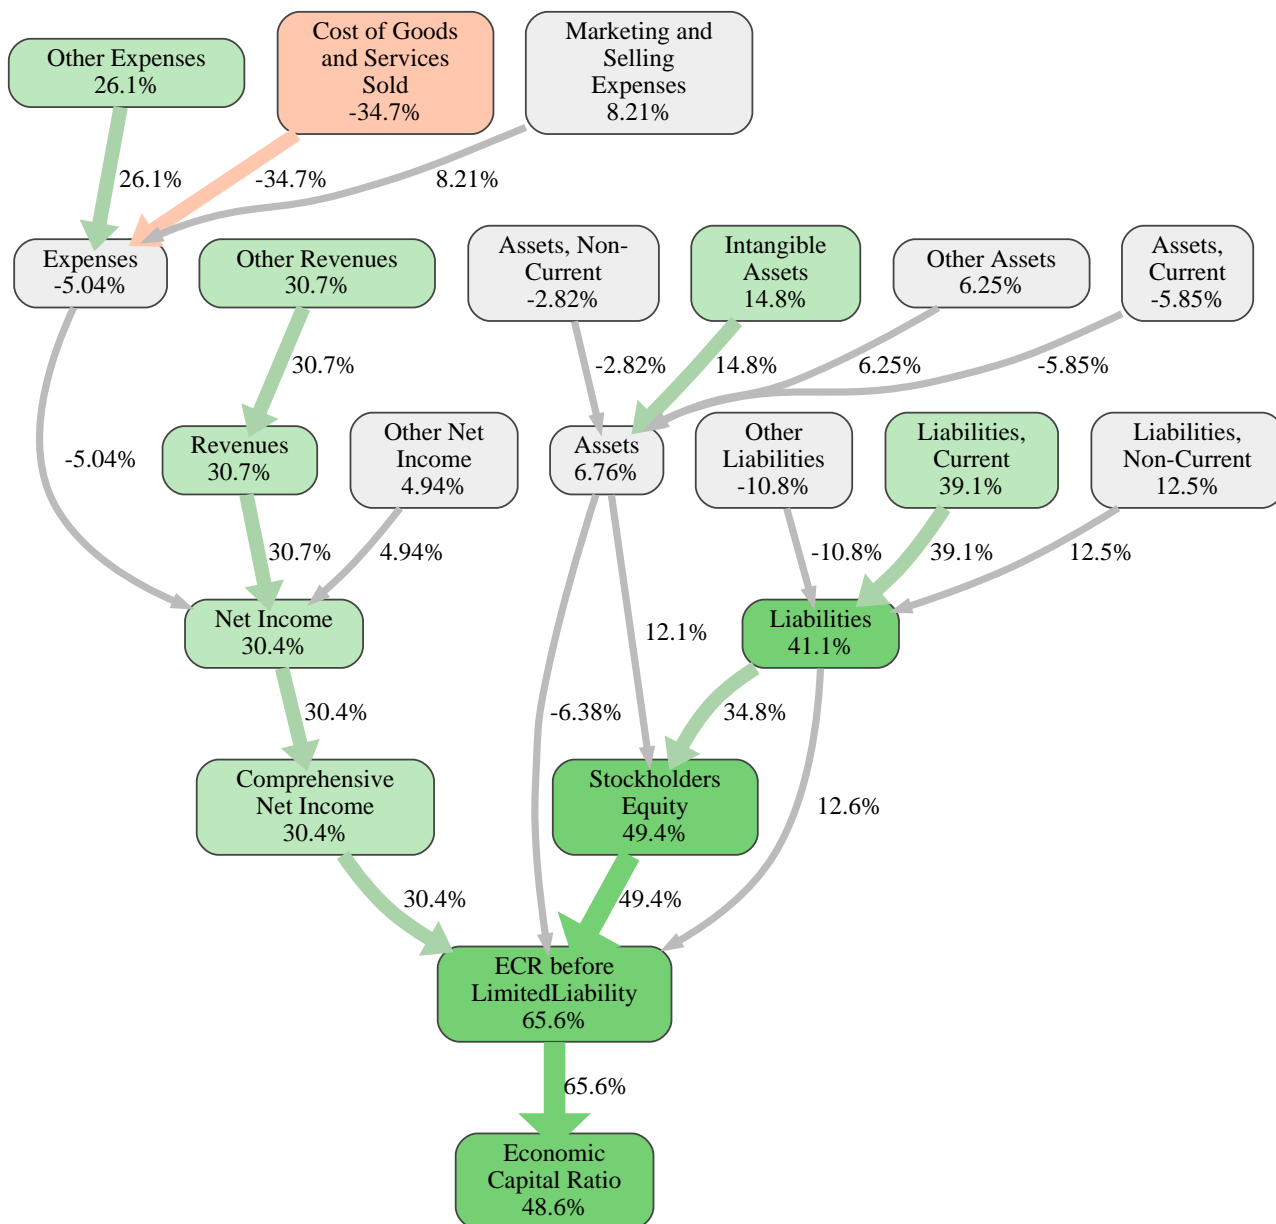 Other Expenses
26.1%
Cost of Goods
and Services
Sold
-34.7%
Marketing and
Selling
Expenses
8.21%
26.1%
-34.7%
8.21%
Expenses
-5.04%
Other Revenues
30.7%
Assets, Non-
Current
-2.82%
Intangible
Assets
14.8%
Other Assets
6.25%
Assets,
Current
-5.85%
30.7%
-2.82%
14.8%
6.25%
-5.85%
-5.04%
Revenues
30.7%
Other Net
Income
4.94%
Assets
6.76%
Other
Liabilities
-10.8%
Liabilities,
Current
39.1%
Liabilities,
Non-Current
12.5%
30.7%
4.94%
-10.8%
39.1%
12.5%
Net Income
30.4%
12.1%
Liabilities
41.1%
30.4%
-6.38%
34.8%
Comprehensive
Net Income
30.4%
Stockholders
Equity
49.4%
12.6%
30.4%
49.4%
ECR before
LimitedLiability
65.6%
65.6%
Economic
Capital Ratio
48.6%